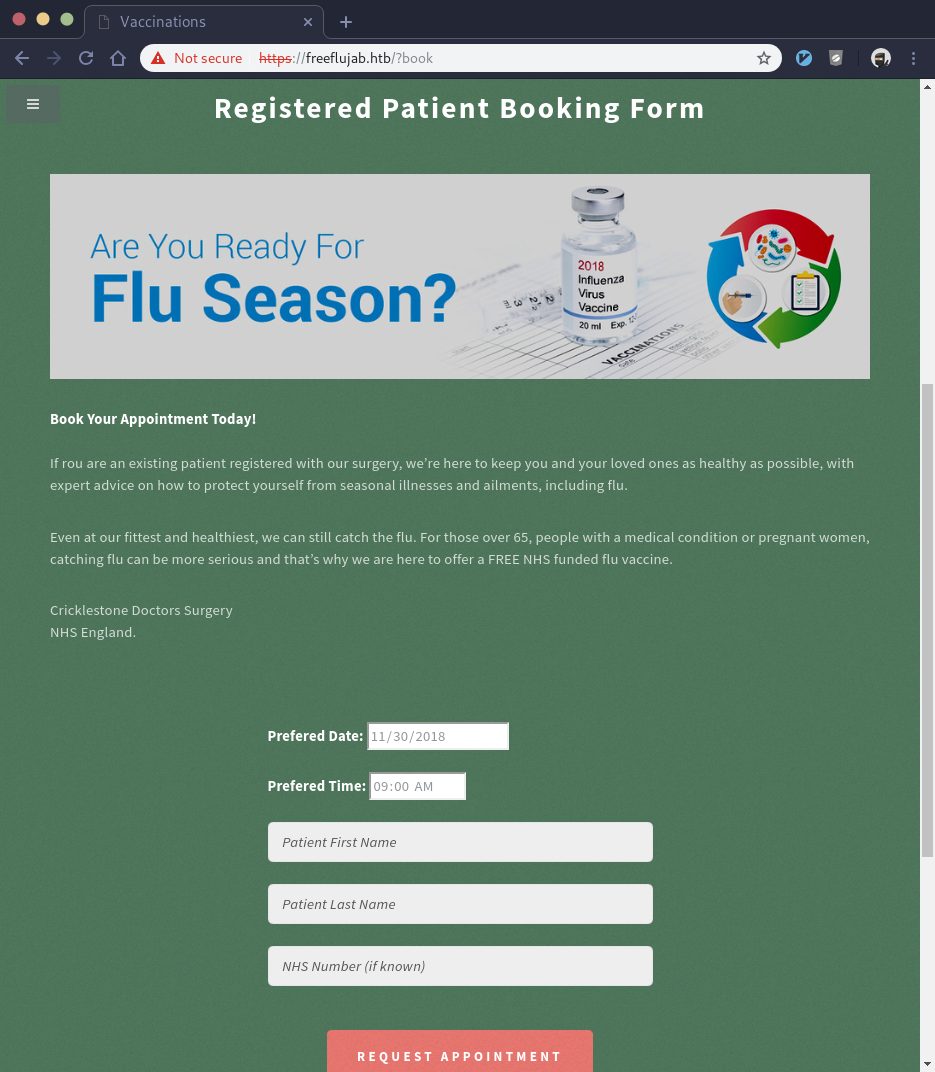 Vaccinations
Not secure https://freeflujab.htb/?book
Registered Patient Booking Form
Are You Ready For
Flu Season?
2018
Influenza
Virus
Vaccine
20 ml Exp.
VACCINATIONS
Book Your Appointment Today!
If rou are an existing patient registered with our surgery, we’re here to keep you and your loved ones as healthy as possible, with
expert advice on how to protect yourself from seasonal illnesses and ailments, including flu.
Even at our fittest and healthiest, we can still catch the flu. For those over 65, people with a medical condition or pregnant women,
catching flu can be more serious and that’s why we are here to offer a FREE NHS funded flu vaccine.
Cricklestone Doctors Surgery
NHS England.
Prefered Date: 11/30/2018
Prefered Time: 09:00 AM
Patient First Name
Patient Last Name
NHS Number (if known)
REQUEST APPOINTMENT